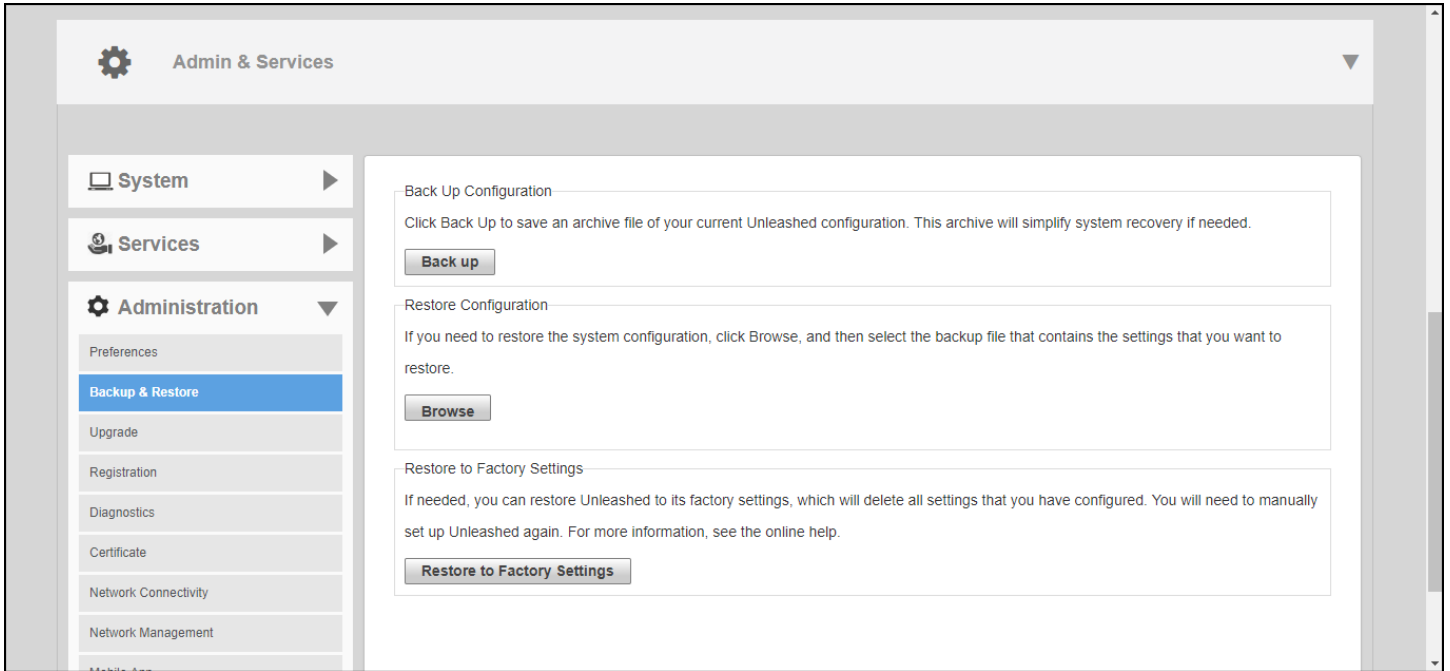 Admin & Services
System
Services
Administration
Preferences
Backup & Restore
Upgrade
Registration
Diagnostics
Certificate
Network Connectivity
Network Management
Mobile App
Back Up Configuration
Click Back Up to save an archive file of your current Unleashed configuration. This archive will simplify system recovery if needed.
Back up
Restore Configuration
If you need to restore the system configuration, click Browse, and then select the backup file that contains the settings that you want to
restore.
Browse
Restore to Factory Settings
If needed, you can restore Unleashed to its factory settings, which will delete all settings that you have configured. You will need to manually
set up Unleashed again. For more information, see the online help.
Restore to Factory Settings